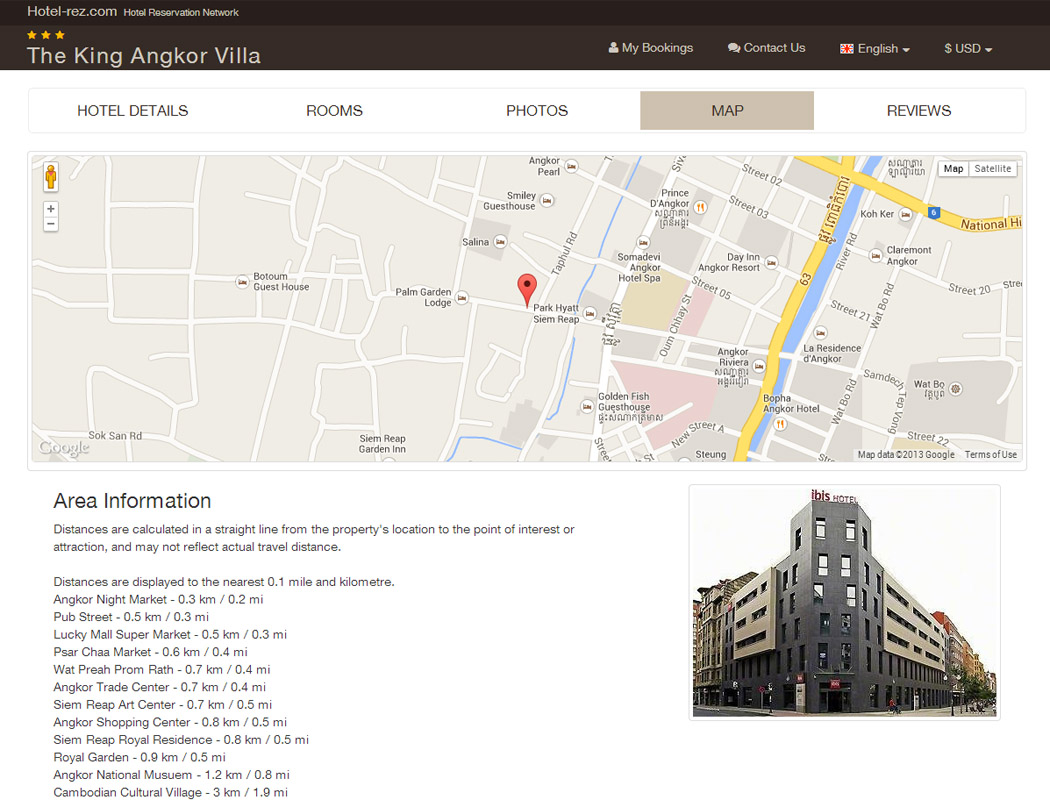 Hotel-rez.com Hotel Reservation Network
The King Angkor Villa
My Bookings
Contact Us
English
$ USD
HOTEL DETAILS
ROOMS
PHOTOS
MAP
REVIEWS
Map
Satellite
Angkor
Pearl
Smiley
Guesthouse
Salina
Botoum
Guest House
Palm Garden
Lodge
Taphul Rd
Park Hyatt
Siem Reap
Prince
D'Angkor
Somadevi
Angkor
Hotel Spa
Day Inn
Angkor Resort
Street 02
Street 03
Street 05
Oum Chhay St
63
River Rd
Koh Ker
6
National Hi
Claremont
Angkor
Street 20
Stre
Street 21
Wat Bo Rd
La Residence
d'Angkor
Angkor
Riviera
Samdech Tep Vong
Wat Bo
វត្តបូព៌
Wat Bo Rd
Bopha
Angkor Hotel
Golden Fish
Guesthouse
New Street A
Street 22
Steung
Sok San Rd
Siem Reap
Garden Inn
Google
Map data ©2013 Google
Terms of Use
Area Information
Distances are calculated in a straight line from the property's location to the point of interest or
attraction, and may not reflect actual travel distance.
Distances are displayed to the nearest 0.1 mile and kilometre.
Angkor Night Market - 0.3 km / 0.2 mi
Pub Street - 0.5 km / 0.3 mi
Lucky Mall Super Market - 0.5 km / 0.3 mi
Psar Chaa Market - 0.6 km / 0.4 mi
Wat Preah Prom Rath - 0.7 km / 0.4 mi
Angkor Trade Center - 0.7 km / 0.4 mi
Siem Reap Art Center - 0.7 km / 0.5 mi
Angkor Shopping Center - 0.8 km / 0.5 mi
Siem Reap Royal Residence - 0.8 km / 0.5 mi
Royal Garden - 0.9 km / 0.5 mi
Angkor National Musuem - 1.2 km / 0.8 mi
Cambodian Cultural Village - 3 km / 1.9 mi
ibis HOTEL